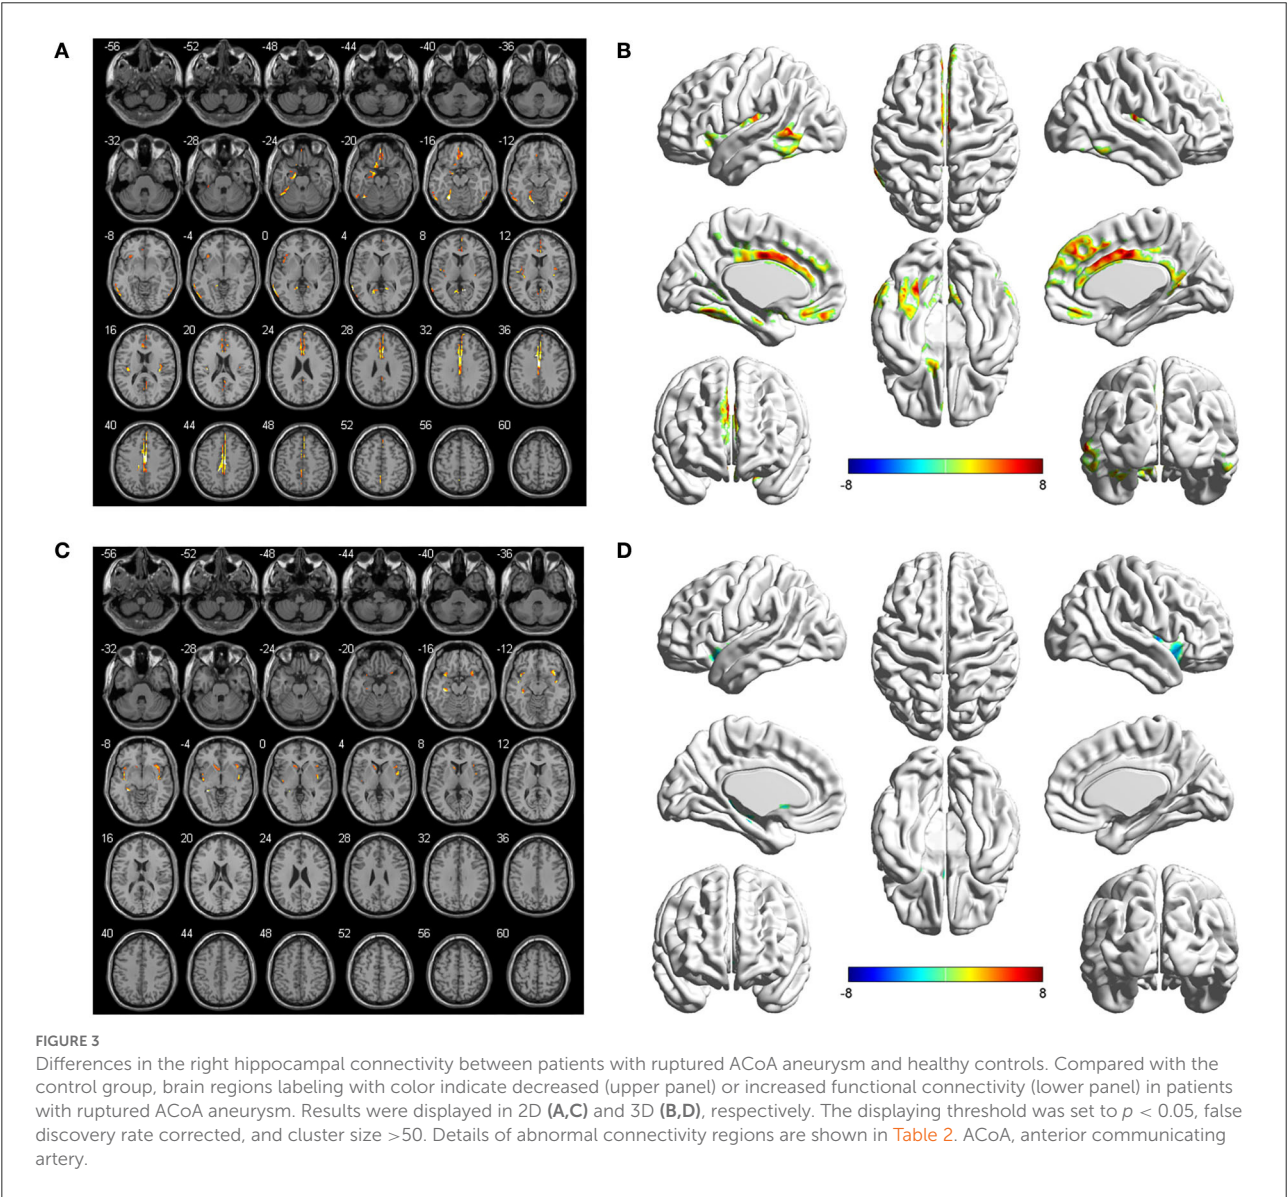 A
B
-56 -52 -48 -44 -40 -36
-32 -28 -24 -20 -16 -12
-8 -4 0 4 8 12
16 20 24 28 32 36
40 44 48 52 56 60
-8 8
C
D
-56 -52 -48 -44 -40 -36
-32 -28 -24 -20 -16 -12
-8 -4 0 4 8 12
16 20 24 28 32 36
40 44 48 52 56 60
-8 8
FIGURE 3
Differences in the right hippocampal connectivity between patients with ruptured ACoA aneurysm and healthy controls. Compared with the
control group, brain regions labeling with color indicate decreased (upper panel) or increased functional connectivity (lower panel) in patients
with ruptured ACoA aneurysm. Results were displayed in 2D (A,C) and 3D (B,D), respectively. The displaying threshold was set to p < 0.05, false
discovery rate corrected, and cluster size >50. Details of abnormal connectivity regions are shown in Table 2. ACoA, anterior communicating
artery.